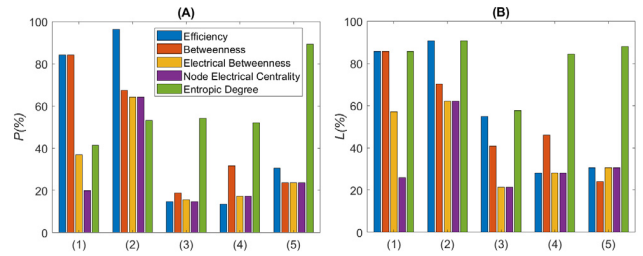 (A)
P(%)
100
80
60
40
20
0
Efficiency
Betweenness
Electrical Betweenness
Node Electrical Centrality
Entropic Degree
(1) (2) (3) (4) (5)
(B)
L(%)
100
80
60
40
20
0
(1) (2) (3) (4) (5)